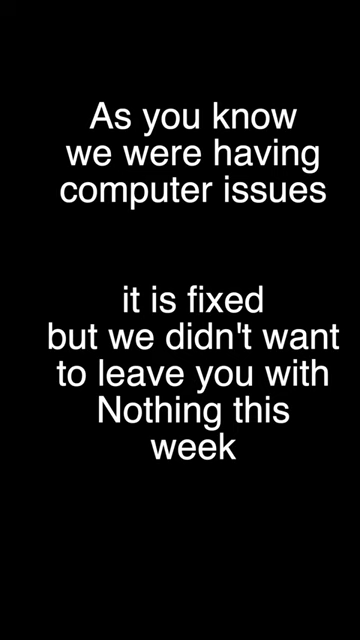 As you know
we were having
computer issues
it is fixed
but we didn't want
to leave you with
Nothing this
week